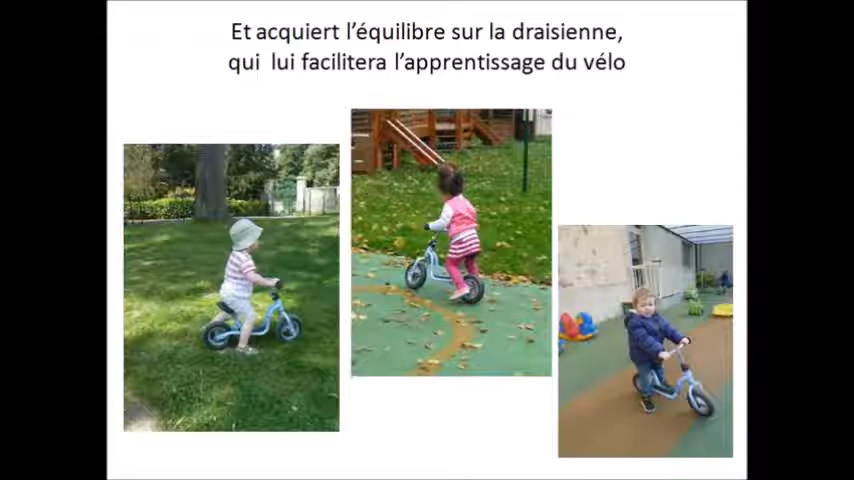 Et acquiert l'équilibre sur la draisienne,
qui lui facilitera l'apprentissage du vélo